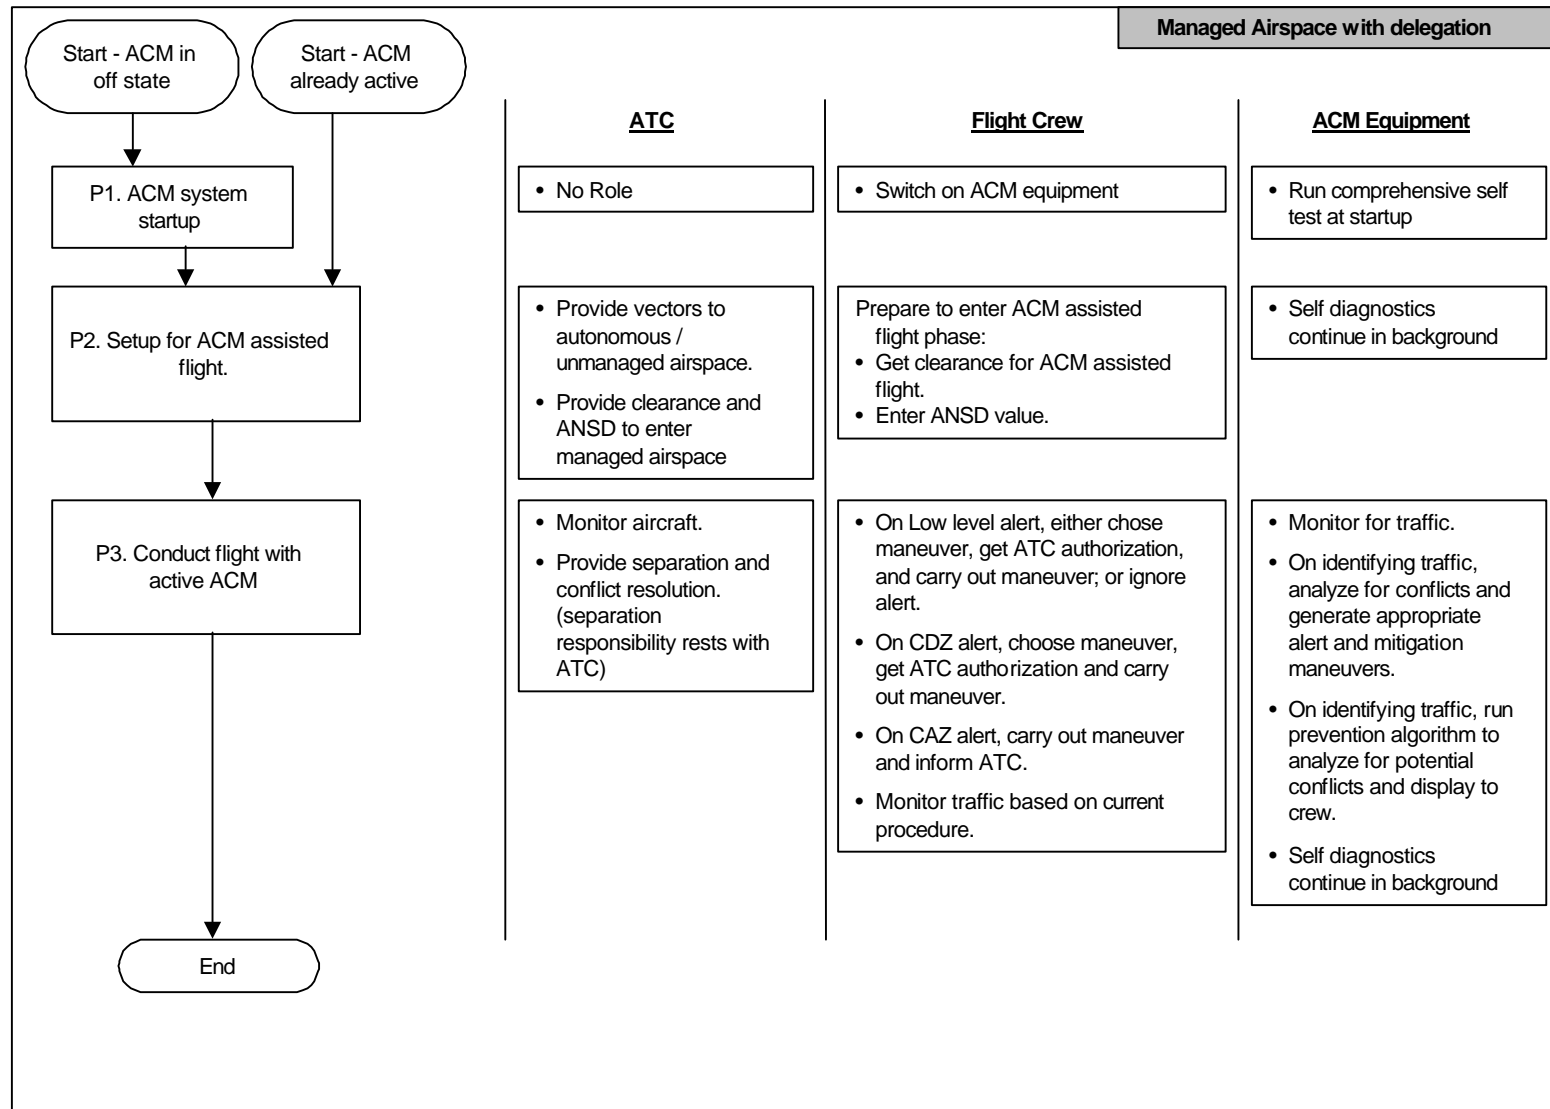 Managed Airspace with delegation
Start - ACM in
off state
Start - ACM
already active
ATC
Flight Crew
ACM Equipment
P1. ACM system
startup
• No Role
• Switch on ACM equipment
• Run comprehensive self
test at startup
P2. Setup for ACM assisted
flight.
• Provide vectors to
autonomous /
unmanaged airspace.
• Provide clearance and
ANSD to enter
managed airspace
Prepare to enter ACM assisted
flight phase:
• Get clearance for ACM assisted
flight.
• Enter ANSD value.
• Self diagnostics
continue in background
P3. Conduct flight with
active ACM
• Monitor aircraft.
• Provide separation and
conflict resolution.
(separation
responsibility rests with
ATC)
• On Low level alert, either chose
maneuver, get ATC authorization,
and carry out maneuver; or ignore
alert.
• On CDZ alert, choose maneuver,
get ATC authorization and carry
out maneuver.
• On CAZ alert, carry out maneuver
and inform ATC.
• Monitor traffic based on current
procedure.
• Monitor for traffic.
• On identifying traffic,
analyze for conflicts and
generate appropriate
alert and mitigation
maneuvers.
• On identifying traffic, run
prevention algorithm to
analyze for potential
conflicts and display to
crew.
• Self diagnostics
continue in background
End